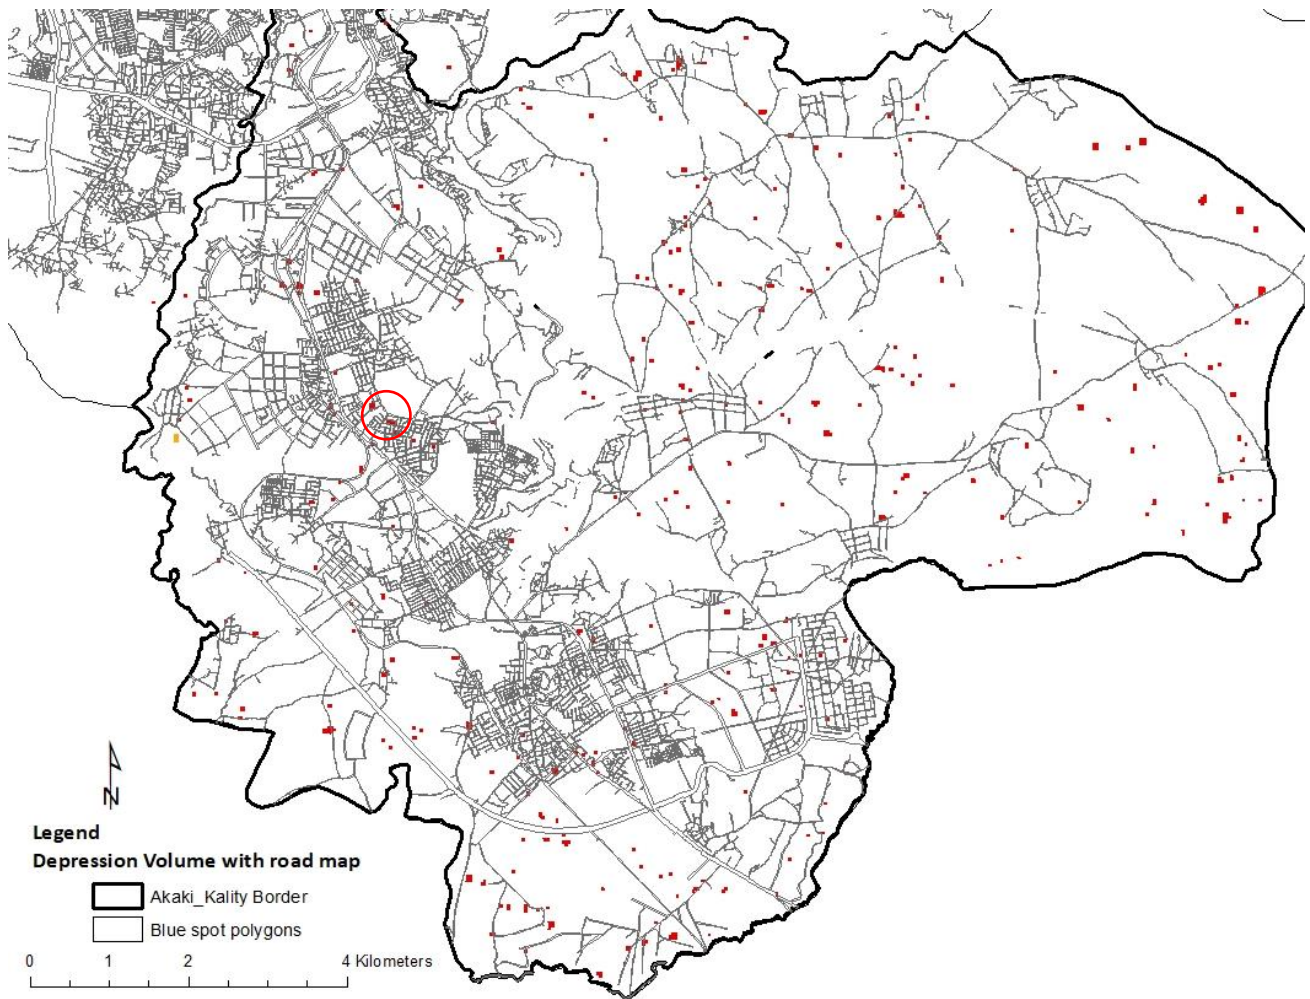 N
Legend
Depression Volume with road map
Akaki_Kality Border
Blue spot polygons
0 1 2 4 Kilometers